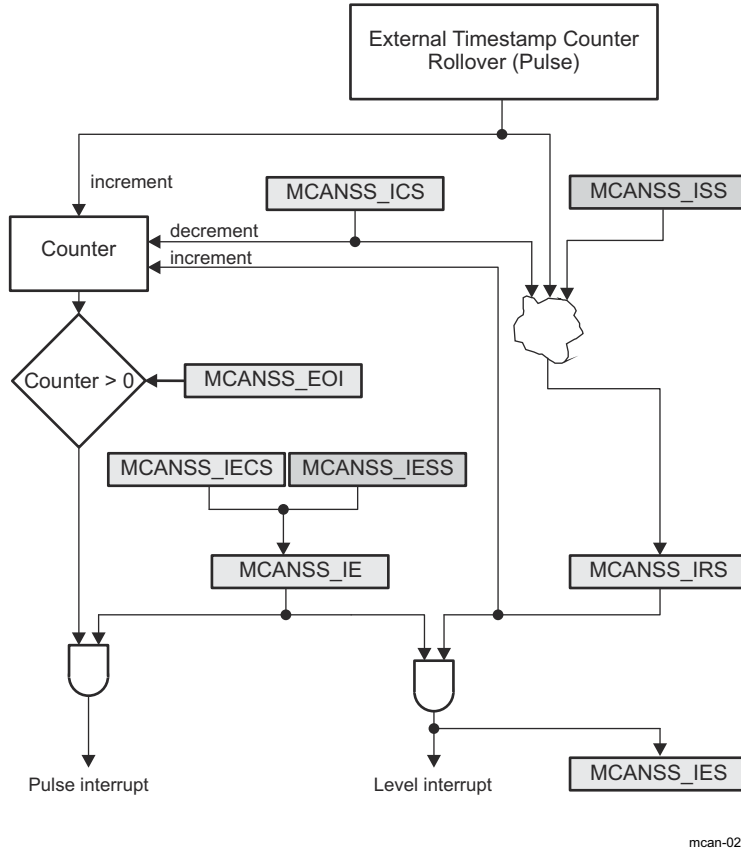 External Timestamp Counter
Rollover (Pulse)
increment
MCANSS_ICS
MCANSS_ISS
decrement
Counter
increment
Counter > 0
MCANSS_EOI
MCANSS_IECS
MCANSS_IESS
MCANSS_IE
MCANSS_IRS
Pulse interrupt
Level interrupt
MCANSS_IES
mcan-02